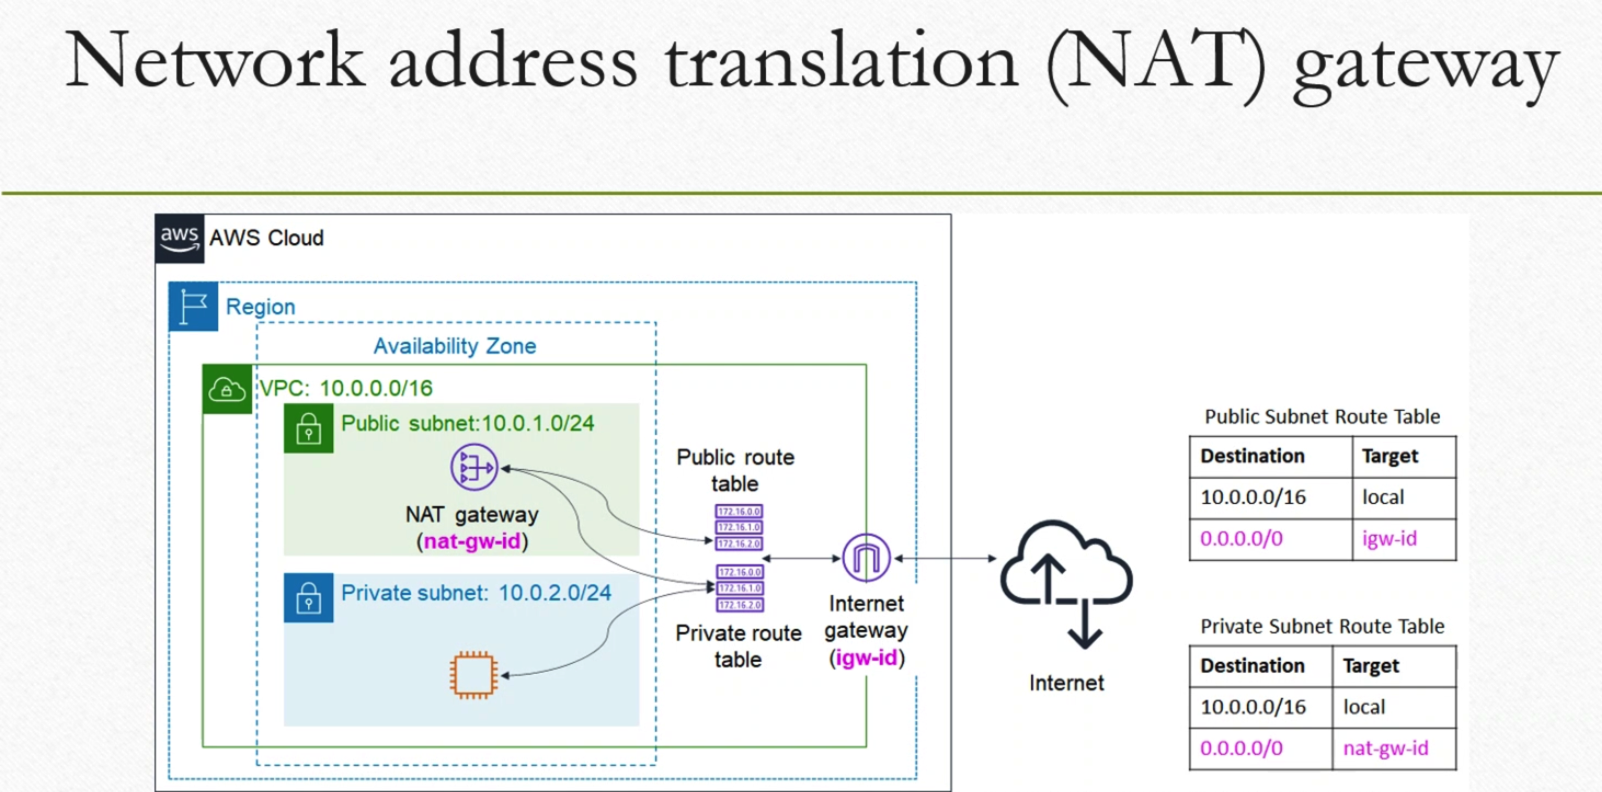 Network address translation (NAT) gateway
aws
AWS Cloud
Region
Availability Zone
VPC: 10.0.0.0/16
Public subnet:10.0.1.0/24
NAT gateway
(nat-gw-id)
Private subnet: 10.0.2.0/24
Public route
table
172.16.0.0
172.16.1.0
172.16.2.0
172.16.0.0
172.16.1.0
172.16.2.0
Private route
table
Internet
gateway
(igw-id)
Internet
Public Subnet Route Table
Destination Target
10.0.0.0/16 local
0.0.0.0/0 igw-id
Private Subnet Route Table
Destination Target
10.0.0.0/16 local
0.0.0.0/0 nat-gw-id